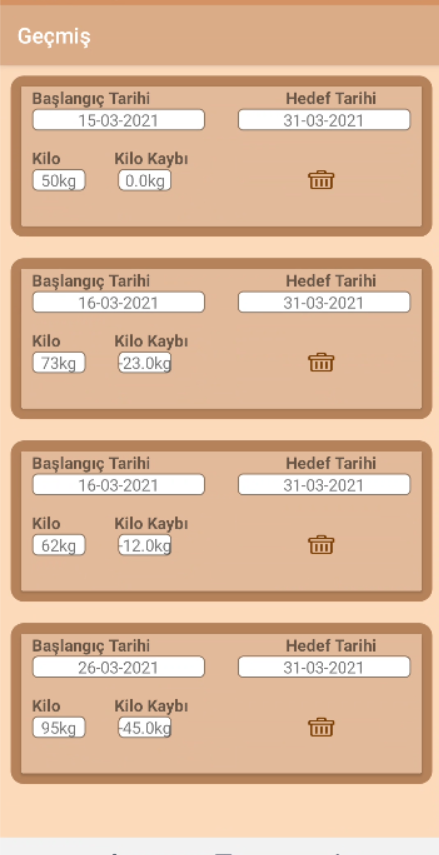 Geçmiş
Başlangıç Tarihi Hedef Tarihi
15-03-2021 31-03-2021
Kilo Kilo Kaybı
50kg 0.0kg
Başlangıç Tarihi Hedef Tarihi
16-03-2021 31-03-2021
Kilo Kilo Kaybı
73kg -23.0kg
Başlangıç Tarihi Hedef Tarihi
16-03-2021 31-03-2021
Kilo Kilo Kaybı
62kg -12.0kg
Başlangıç Tarihi Hedef Tarihi
26-03-2021 31-03-2021
Kilo Kilo Kaybı
95kg -45.0kg